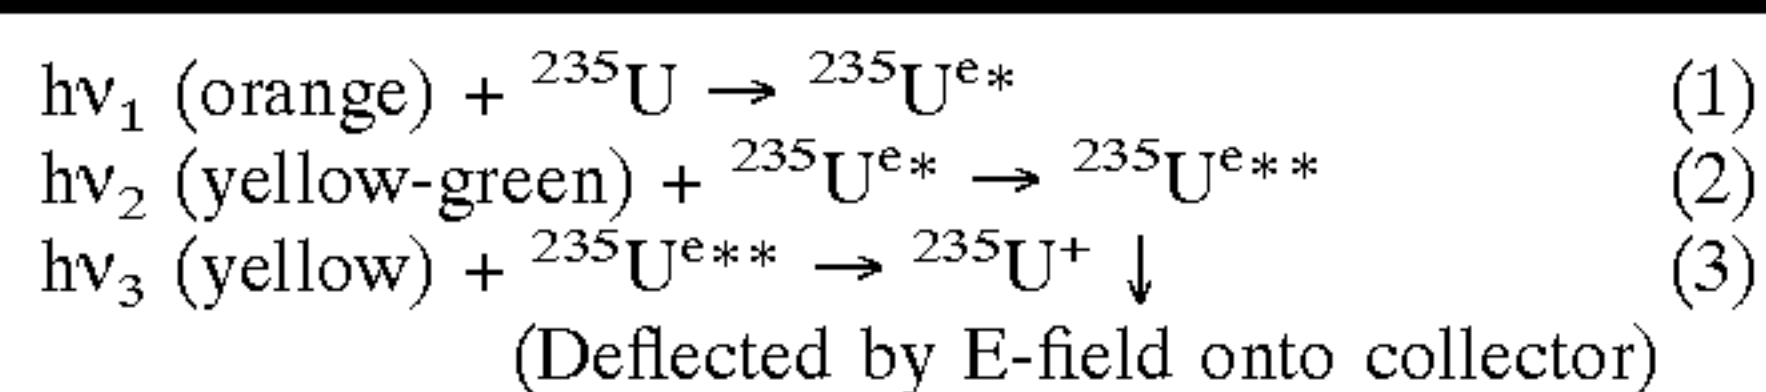 hν₁ (orange) + ²³⁵U → ²³⁵Uᵉ* (1)
hν₂ (yellow-green) + ²³⁵Uᵉ* → ²³⁵Uᵉ** (2)
hν₃ (yellow) + ²³⁵Uᵉ** → ²³⁵U⁺ ↓ (3)
(Deflected by E-field onto collector)